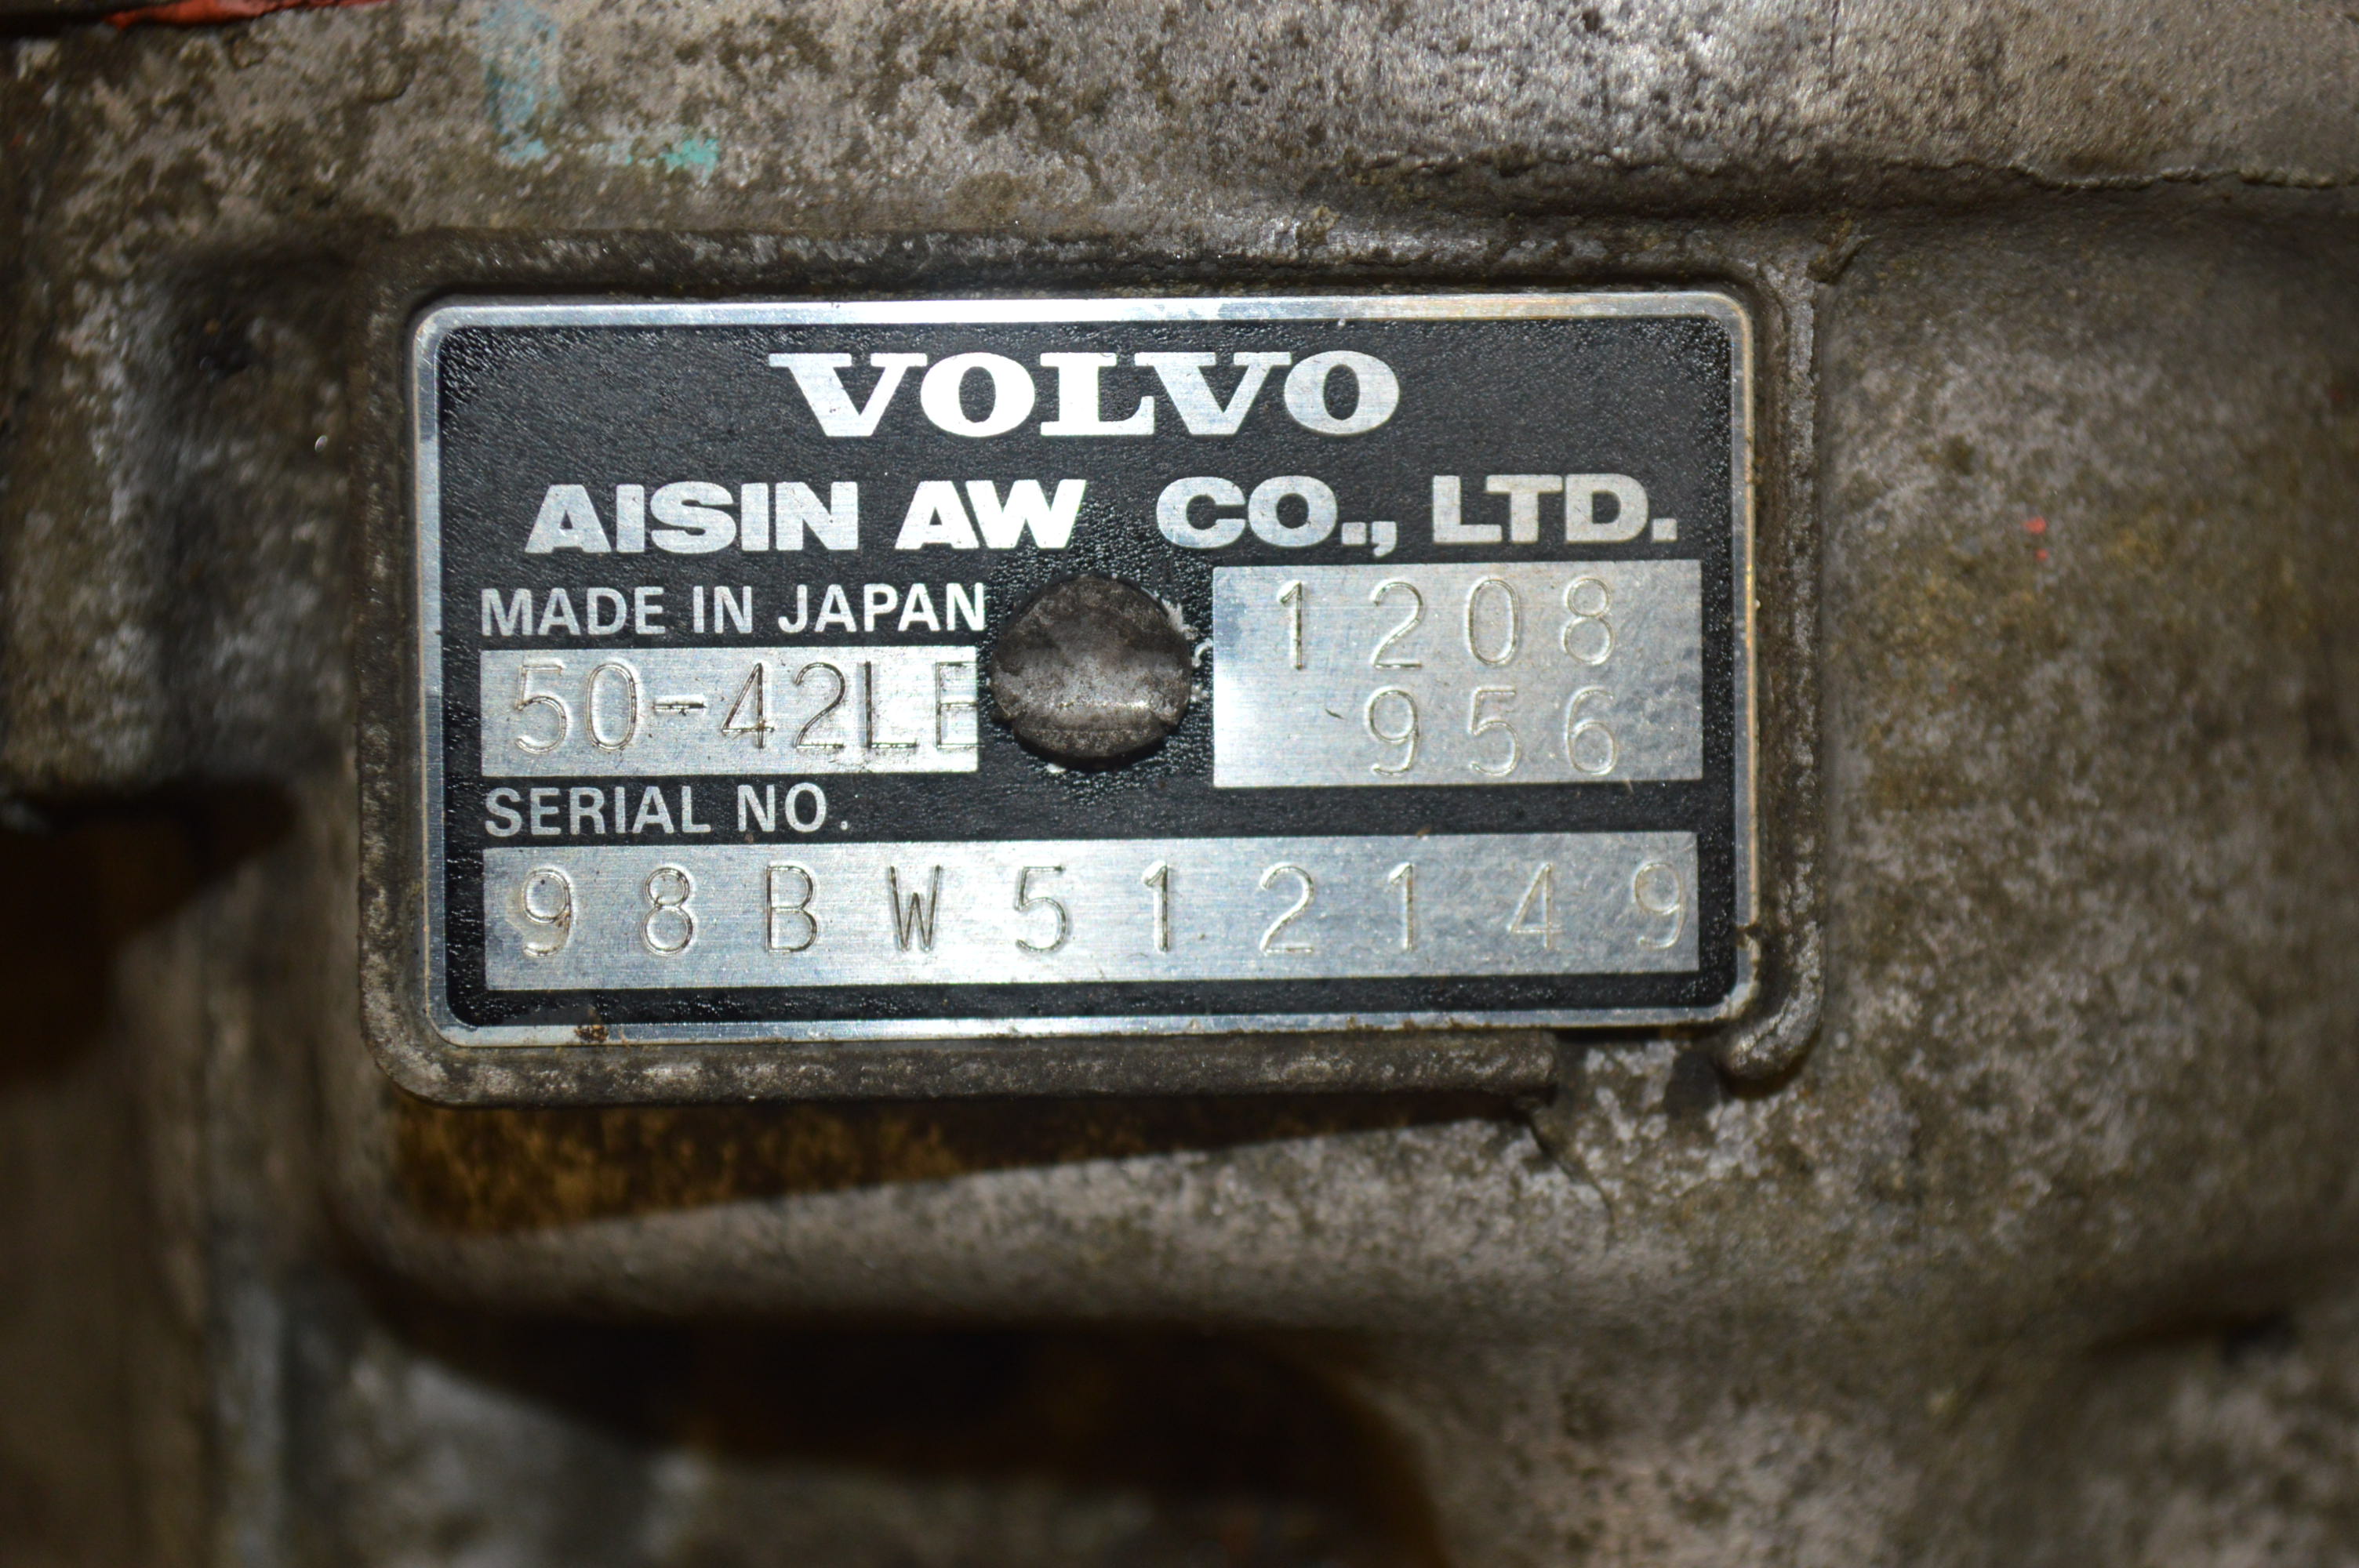 VOLVO
AISIN AW CO., LTD.
MADE IN JAPAN
50-42LE
1208
956
SERIAL NO.
98BW512149